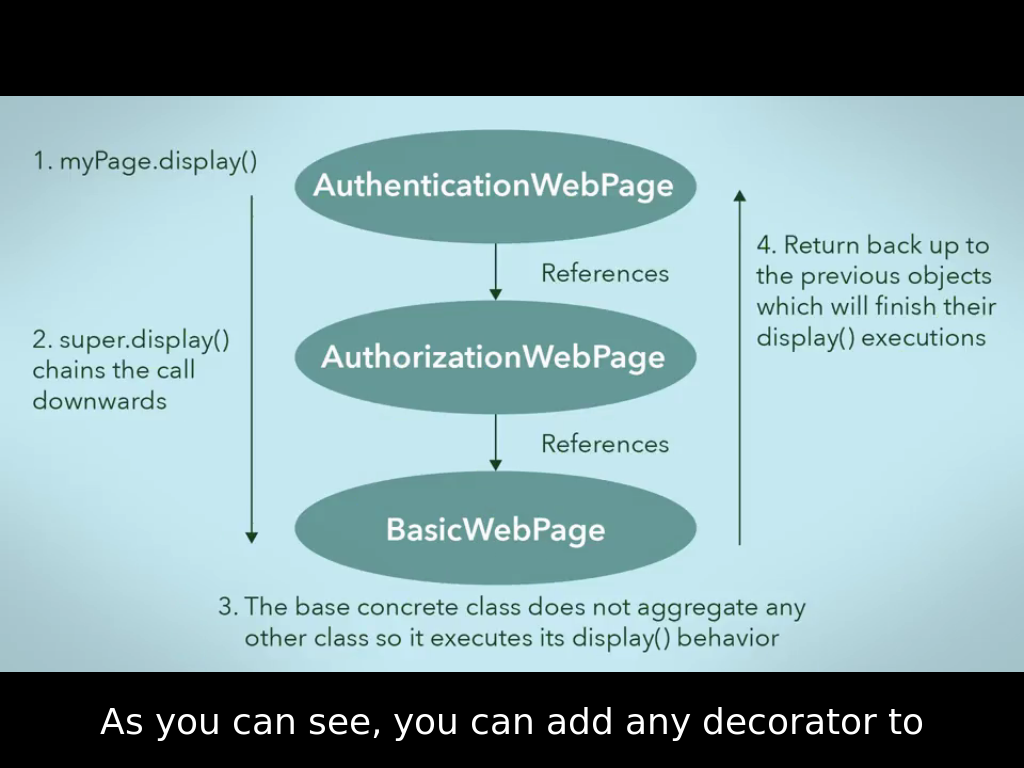 1. myPage.display()
AuthenticationWebPage
References
2. super.display()
chains the call
downwards
AuthorizationWebPage
References
BasicWebPage
3. The base concrete class does not aggregate any
other class so it executes its display() behavior
4. Return back up to
the previous objects
which will finish their
display() executions
As you can see, you can add any decorator to